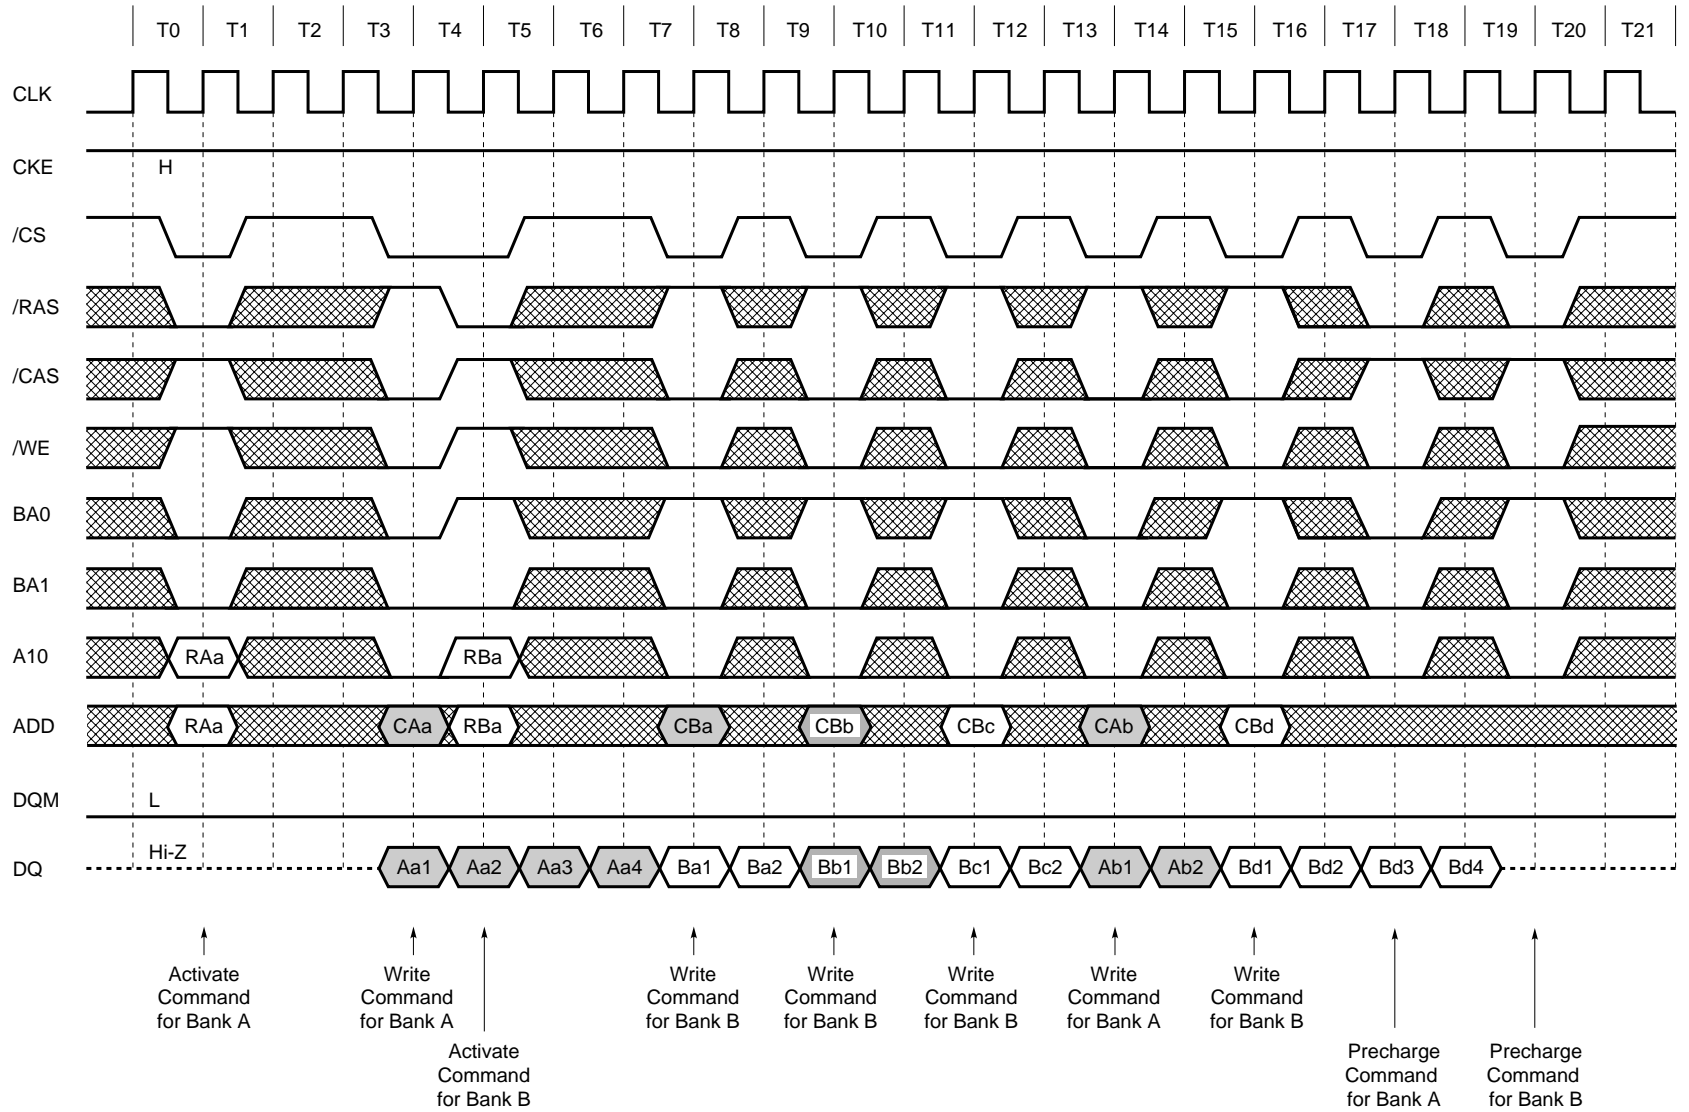 T0 T1 T2 T3 T4 T5 T6 T7 T8 T9 T10 T11 T12 T13 T14 T15 T16 T17 T18 T19 T20 T21
CLK
CKE H
/CS
/RAS
/CAS
/WE
BA0
BA1
A10 RAa RBa
ADD RAa CAa RBa CBa CBb CBc CAb CBd
DQM L
Hi-Z
DQ Aa1 Aa2 Aa3 Aa4 Ba1 Ba2 Bb1 Bb2 Bc1 Bc2 Ab1 Ab2 Bd1 Bd2 Bd3 Bd4
Activate
Command
for Bank A
Write
Command
for Bank A
Activate
Command
for Bank B
Write
Command
for Bank B
Write
Command
for Bank B
Write
Command
for Bank B
Write
Command
for Bank A
Write
Command
for Bank B
Precharge
Command
for Bank A
Precharge
Command
for Bank B